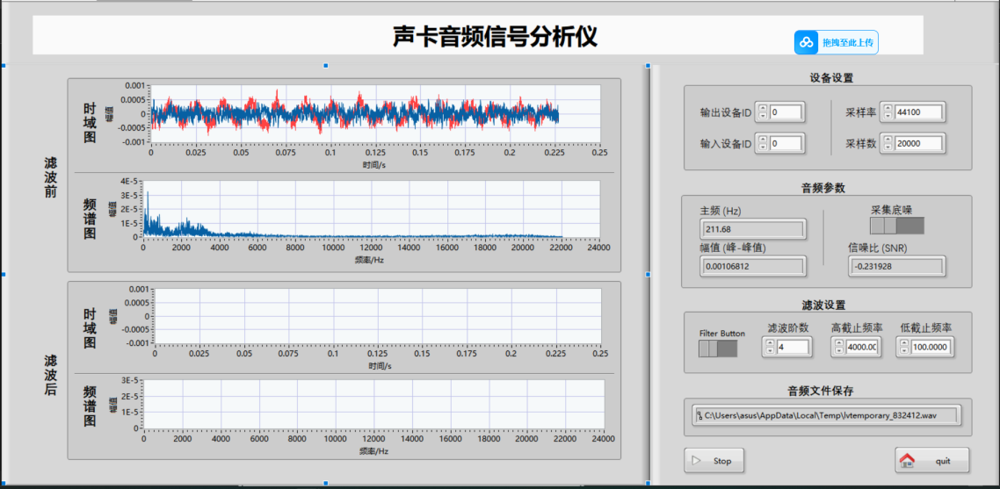 声卡音频信号分析仪
拖拽至此上传
滤波前
时域图
幅值
0.001
0.0005
0
-0.0005
-0.001
0 0.025 0.05 0.075 0.1 0.125 0.15 0.175 0.2 0.225 0.25
时间/s
频谱图
幅值
4E-5
3E-5
2E-5
1E-5
0
0 2000 4000 6000 8000 10000 12000 14000 16000 18000 20000 22000 24000
频率/Hz
滤波后
时域图
幅值
0.001
0.0005
0
-0.0005
-0.001
0 0.025 0.05 0.075 0.1 0.125 0.15 0.175 0.2 0.225 0.25
时间/s
频谱图
幅值
3E-5
2E-5
1E-5
0
0 2000 4000 6000 8000 10000 12000 14000 16000 18000 20000 22000 24000
频率/Hz
设备设置
输出设备ID 0 采样率 44100
输入设备ID 0 采样数 20000
音频参数
主频 (Hz) 采集底噪
211.68
幅值 (峰-峰值) 信噪比 (SNR)
0.00106812 -0.231928
滤波设置
Filter Button 滤波阶数 高截止频率 低截止频率
4 4000.00 100.0000
音频文件保存
C:\Users\asus\AppData\Local\Temp\lvtemporary_832412.wav
Stop quit